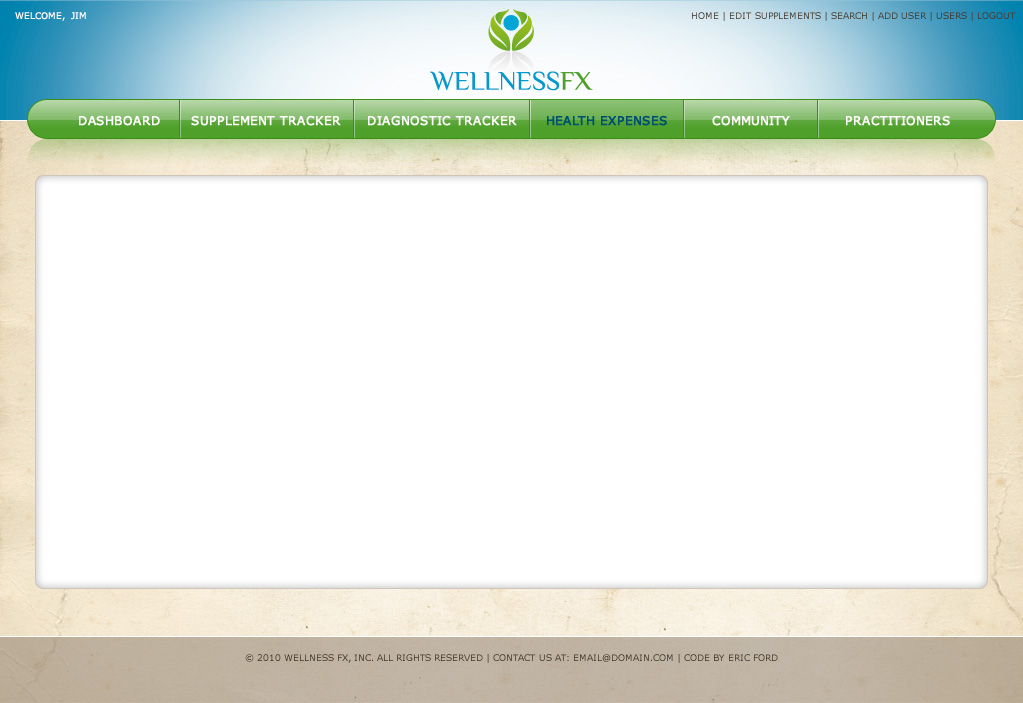 WELCOME, JIM
HOME | EDIT SUPPLEMENTS | SEARCH | ADD USER | USERS | LOGOUT
WELLNESSFX
DASHBOARD SUPPLEMENT TRACKER DIAGNOSTIC TRACKER HEALTH EXPENSES COMMUNITY PRACTITIONERS
© 2010 WELLNESS FX, INC. ALL RIGHTS RESERVED | CONTACT US AT: EMAIL@DOMAIN.COM | CODE BY ERIC FORD